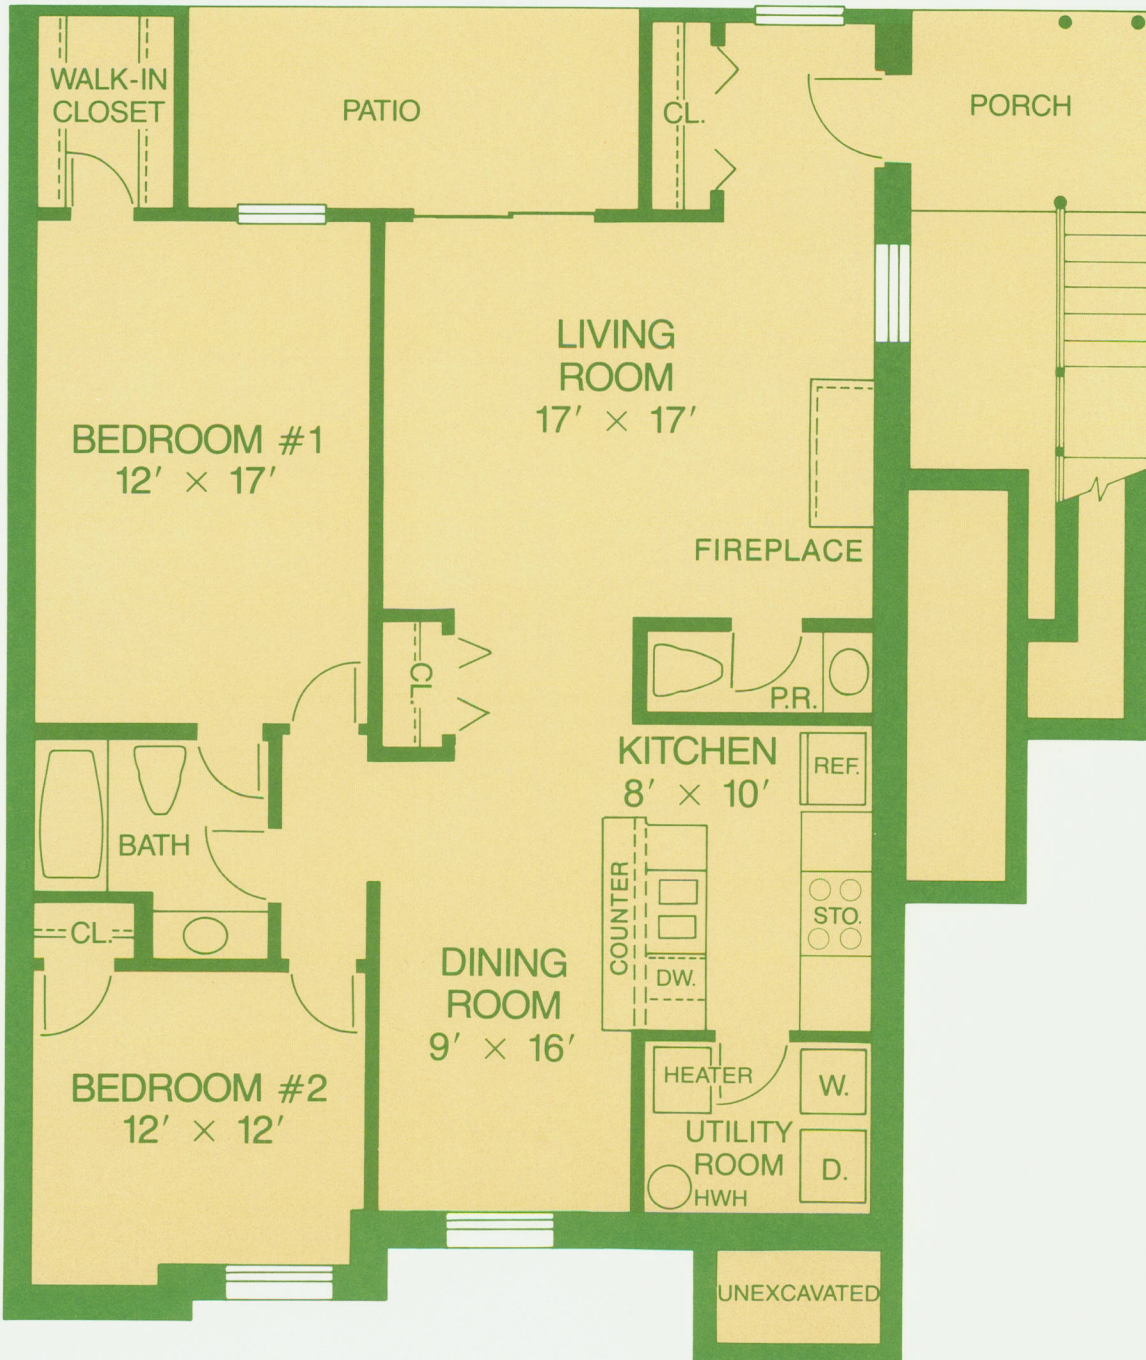 WALK-IN
CLOSET
PATIO
CL.
PORCH
LIVING
ROOM
17′ × 17′
BEDROOM #1
12′ × 17′
FIREPLACE
CL.
P.R.
KITCHEN
8′ × 10′
REF.
BATH
COUNTER
STO.
CL.
DW.
DINING
ROOM
9′ × 16′
HEATER
W.
BEDROOM #2
12′ × 12′
UTILITY
ROOM
D.
HWH
UNEXCAVATED